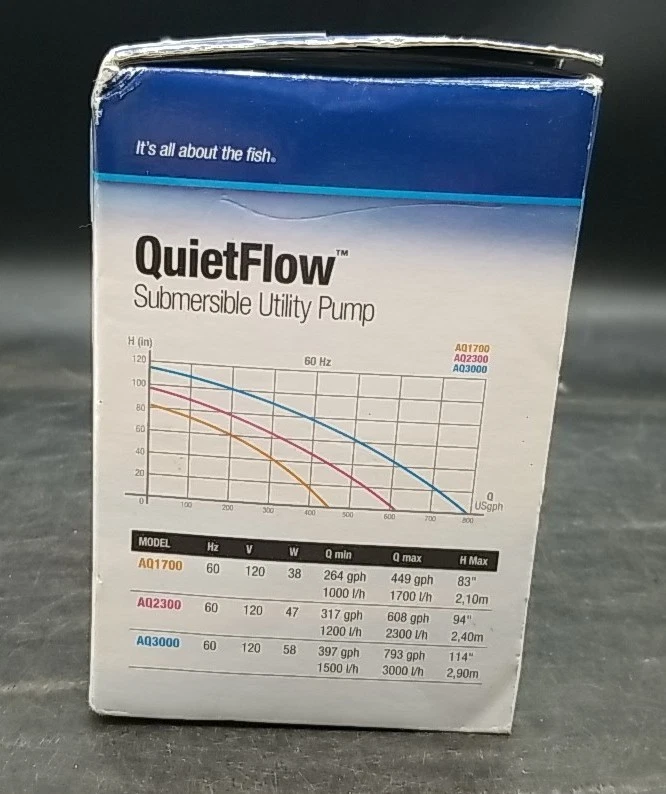 It's all about the fish.
QuietFlow™
Submersible Utility Pump
H (in)
60 Hz
AQ1700
AQ2300
AQ3000
120
100
80
60
40
20
0 100 200 300 400 500 600 700 800
Q
USgph
MODEL Hz V W Q min Q max H Max
AQ1700 60 120 38 264 gph 449 gph 83"
1000 l/h 1700 l/h 2,10m
AQ2300 60 120 47 317 gph 608 gph 94"
1200 l/h 2300 l/h 2,40m
AQ3000 60 120 58 397 gph 793 gph 114"
1500 l/h 3000 l/h 2,90m